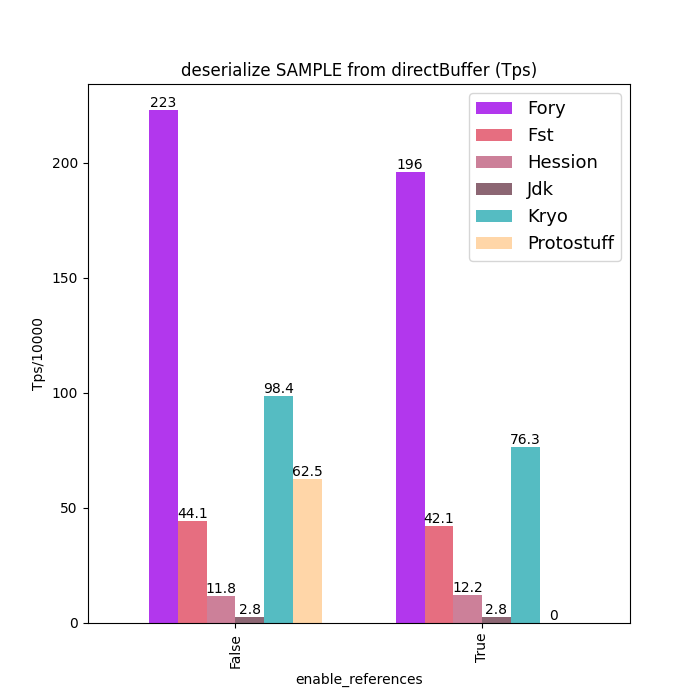 deserialize SAMPLE from directBuffer (Tps)
Fory
Fst
Hession
Jdk
Kryo
Protostuff
Tps/10000
200
150
100
50
0
223
44.1
11.8
2.8
98.4
62.5
196
42.1
12.2
2.8
76.3
0
False
True
enable_references